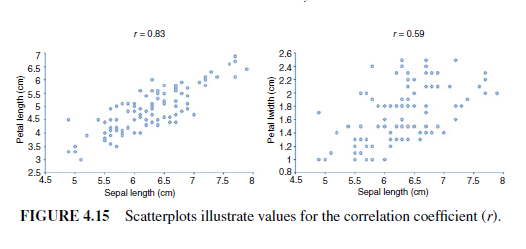 r = 0.83
Petal length (cm)
7
6.5
6
5.5
5
4.5
4
3.5
3
2.5
4.5 5 5.5 6 6.5 7 7.5 8
Sepal length (cm)
r = 0.59
Petal lwidth (cm)
2.6
2.4
2.2
2
1.8
1.6
1.4
1.2
1
0.8
4.5 5 5.5 6 6.5 7 7.5 8
Sepal length (cm)
FIGURE 4.15 Scatterplots illustrate values for the correlation coefficient (r).